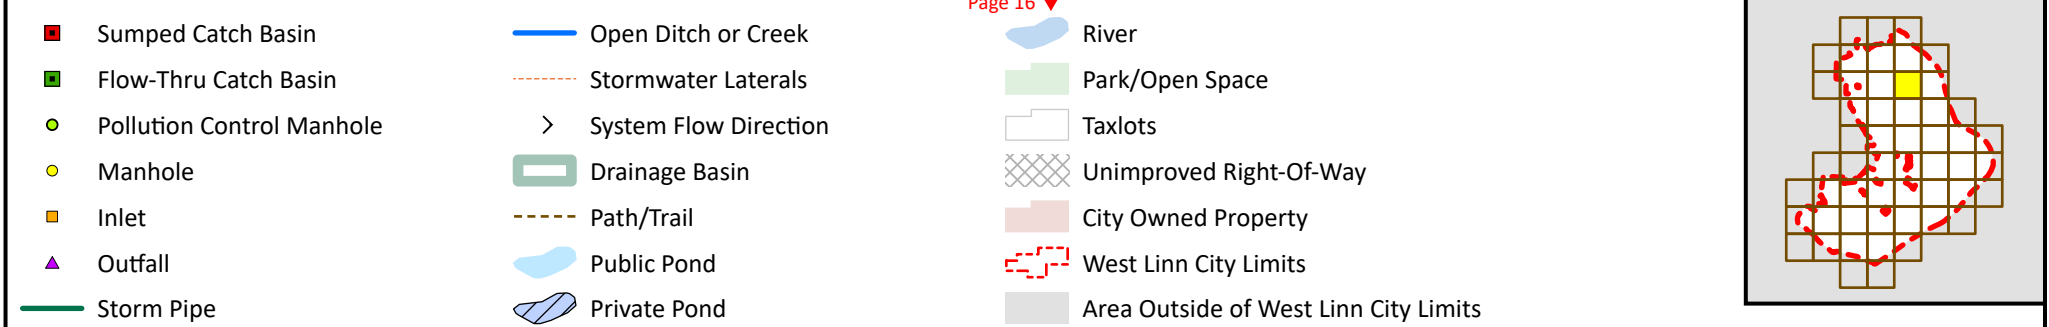 Page 16
Sumped Catch Basin
Flow-Thru Catch Basin
Pollution Control Manhole
Manhole
Inlet
Outfall
Storm Pipe
Open Ditch or Creek
Stormwater Laterals
System Flow Direction
Drainage Basin
Path/Trail
Public Pond
Private Pond
River
Park/Open Space
Taxlots
Unimproved Right-Of-Way
City Owned Property
West Linn City Limits
Area Outside of West Linn City Limits